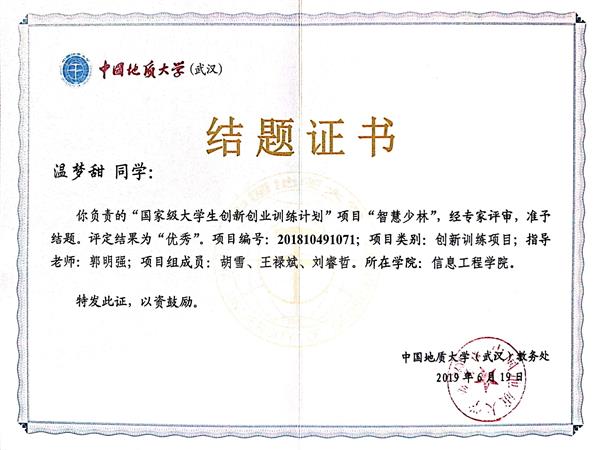 中国地质大学(武汉)
结题证书
温梦甜 同学:
你负责的“国家级大学生创新创业训练计划”项目“智慧少林”,经专家评审,准予
结题。评定结果为“优秀”。项目编号:201810491071;项目类别:创新训练项目;指导
老师:郭明强;项目组成员:胡雪、王禄斌、刘睿哲。所在学院:信息工程学院。
特发此证,以资鼓励。
中国地质大学(武汉)教务处
2019年6月19日